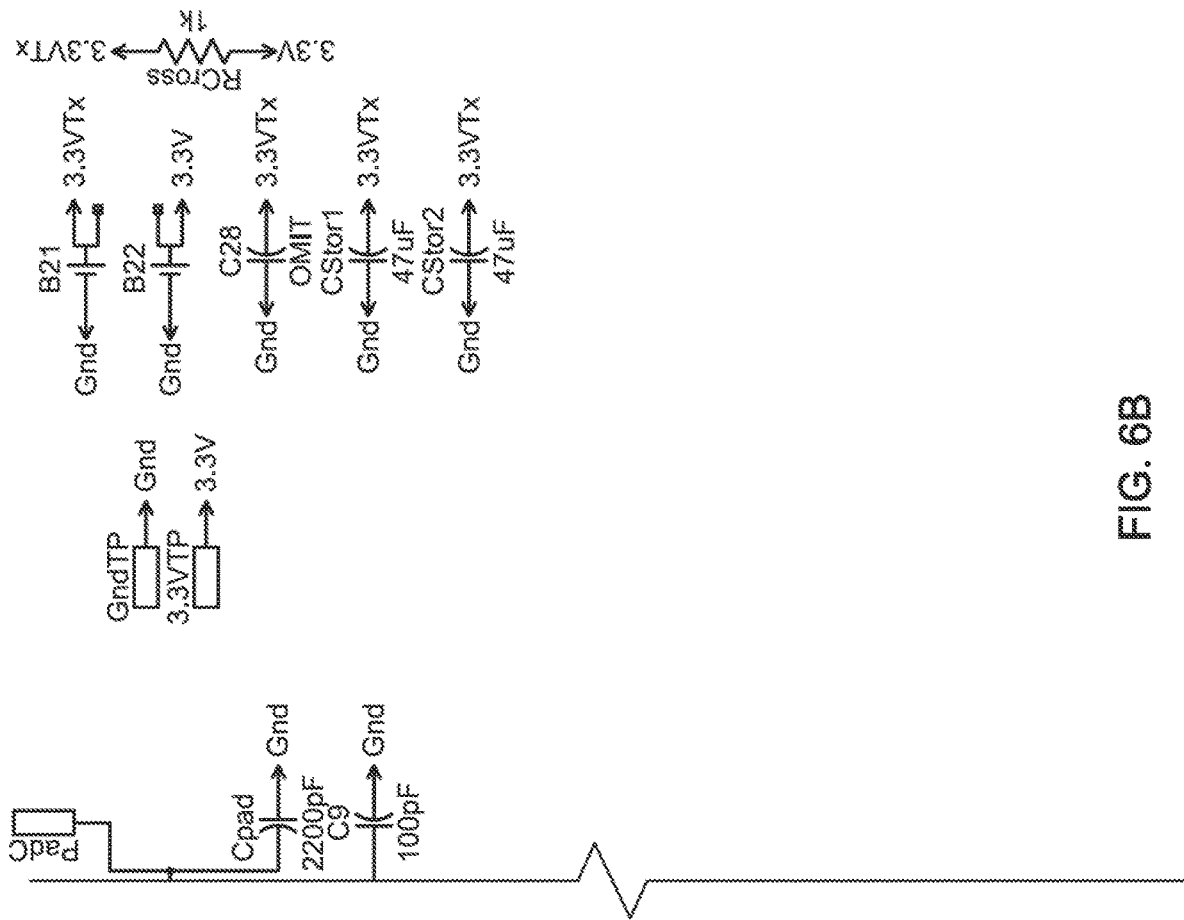 3.3VTx
RCross
1k
3.3V
B21
Gnd
3.3VTx
B22
Gnd
3.3V
C28
Gnd
3.3VTx
OMIT
CStor1
Gnd
3.3VTx
47uF
CStor2
Gnd
3.3VTx
47uF
GndTP
Gnd
3.3VTP
3.3V
PadC
Cpad
Gnd
2200pF
C9
Gnd
100pF
FIG. 6B